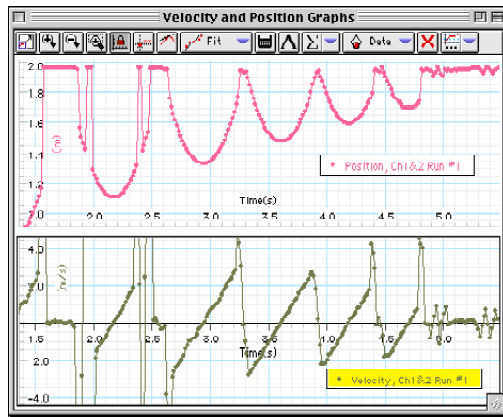 Velocity and Position Graphs
Fit Σ Data
2.0
1.8
1.6
1.2
1.0
(m)
Position, Ch1&2 Run #1
Time(s)
2.0 2.5 3.0 3.5 4.0 4.5 5.0
4.0
2.0
2.0
-4.0
(m/s)
1.5 2.0 2.5 3.0 3.5 4.0 4.5 5.0
Time(s)
Velocity, Ch1&2 Run #1